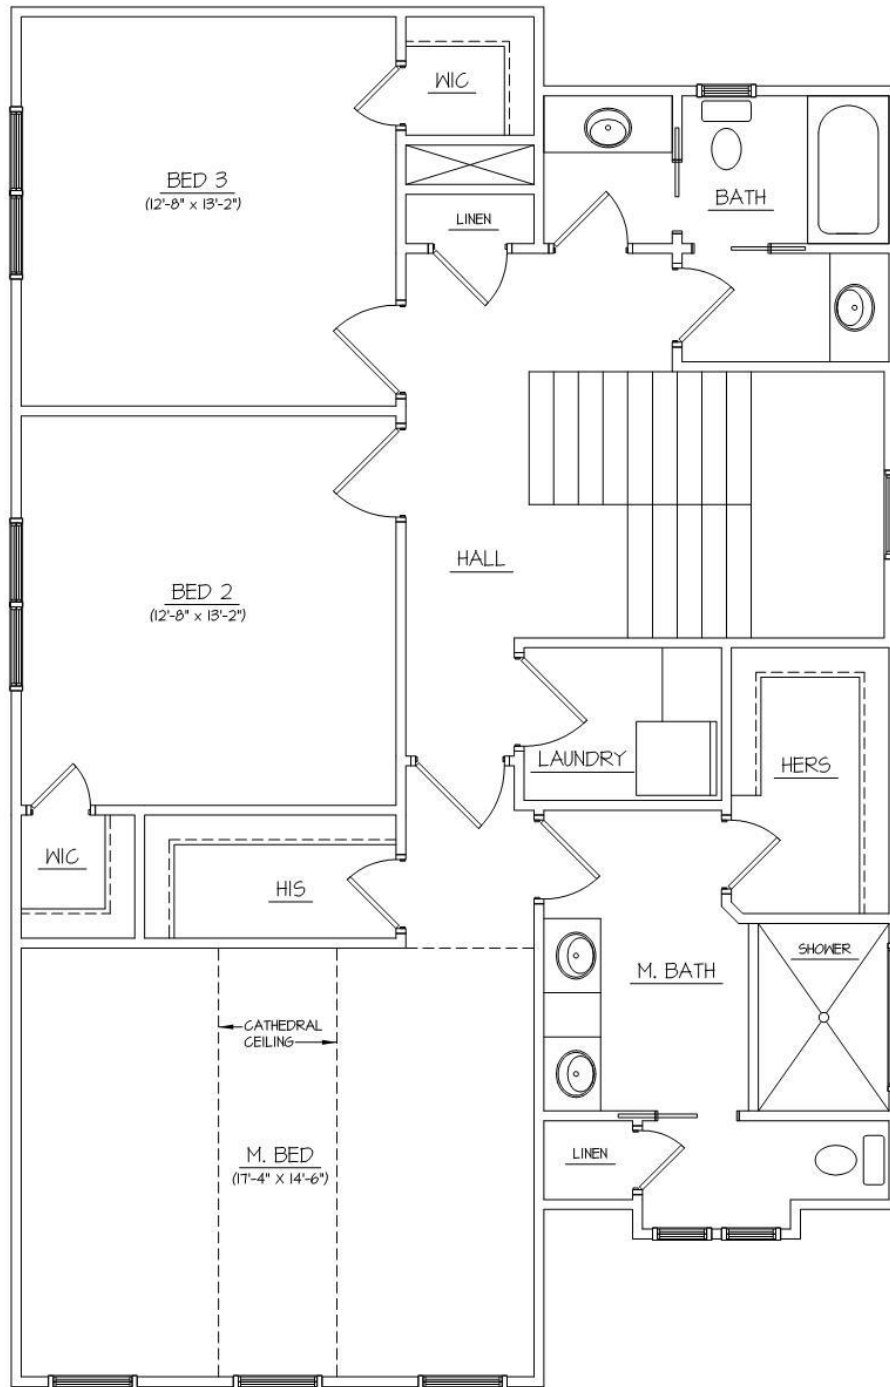 WIC
BED 3
(12'-8" x 13'-2")
BATH
LINEN
HALL
BED 2
(12'-8" x 13'-2")
LAUNDRY
HERS
WIC
HIS
SHOWER
M. BATH
CATHEDRAL
CEILING
M. BED
(17'-4" X 14'-6")
LINEN